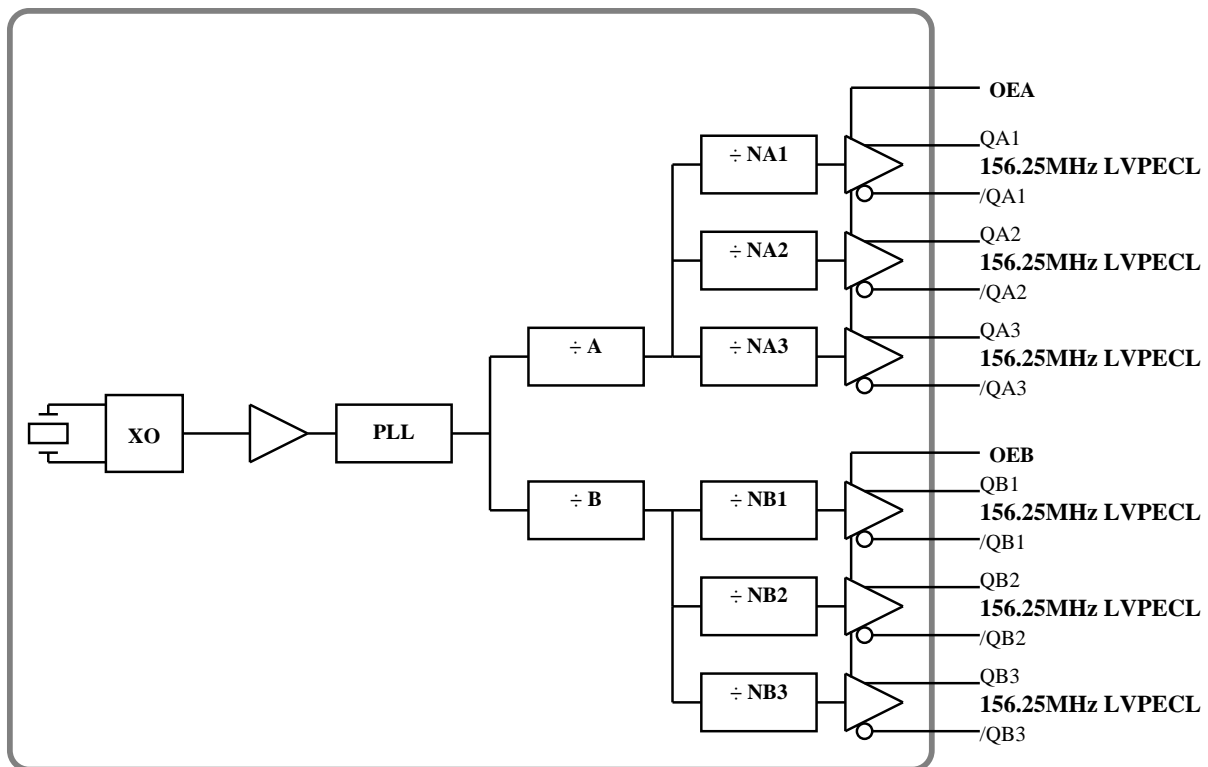 OEA
÷ NA1
QA1
156.25MHz LVPECL
/QA1
÷ NA2
QA2
156.25MHz LVPECL
/QA2
÷ A
÷ NA3
QA3
156.25MHz LVPECL
/QA3
XO
PLL
OEB
÷ B
÷ NB1
QB1
156.25MHz LVPECL
/QB1
÷ NB2
QB2
156.25MHz LVPECL
/QB2
÷ NB3
QB3
156.25MHz LVPECL
/QB3